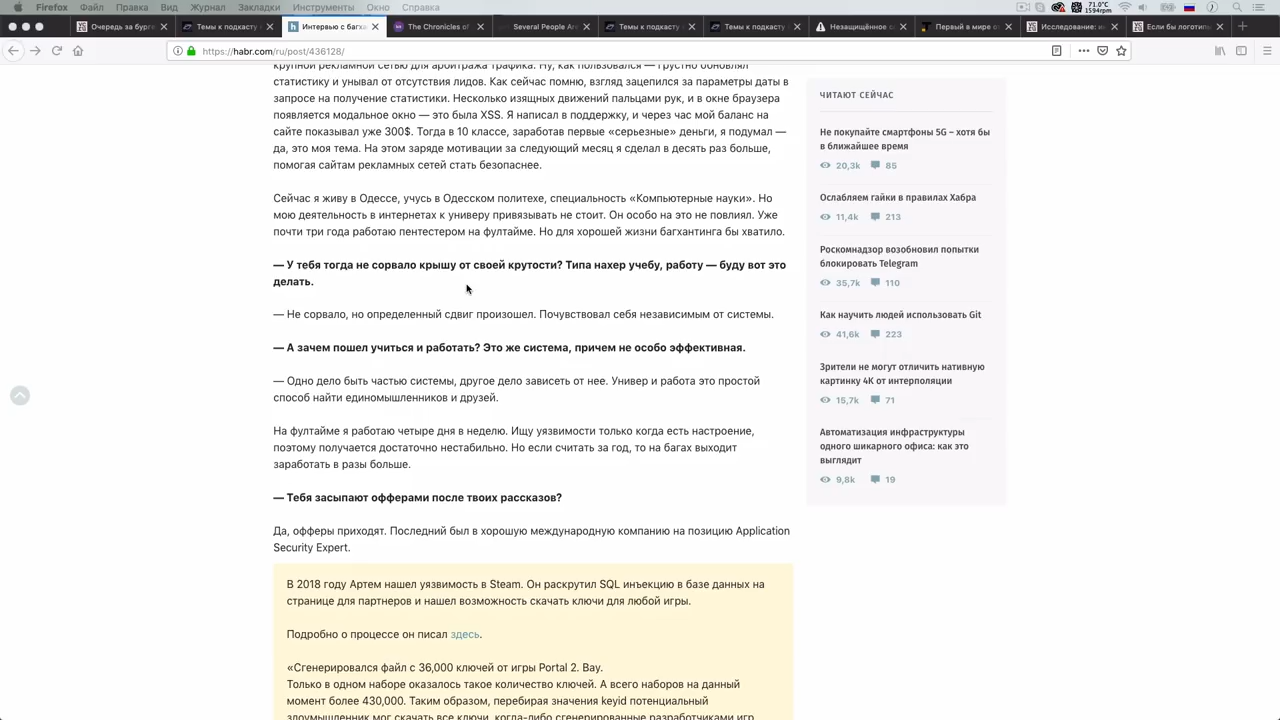 Firefox Файл Правка Вид Журнал Закладки Инструменты Окно Справка
71.0°C
1594rpm
Очередь за бурга
Темы к подкасту
Интервью с багха
The Chronicles of
Several People Are
Темы к подкасту
Темы к подкасту
Незащищённое с
Первый в мире о
Исследование: ни
Если бы логотипы
https://habr.com/ru/post/436128/
крупной рекламной сетью для арбитража трафика. Ну, как пользовался — грустно обновлял
статистику и унывал от отсутствия лидов. Как сейчас помню, взгляд зацепился за параметры даты в
запросе на получение статистики. Несколько изящных движений пальцами рук, и в окне браузера
появляется модальное окно — это была XSS. Я написал в поддержку, и через час мой баланс на
сайте показывал уже 300$. Тогда в 10 классе, заработав первые «серьезные» деньги, я подумал —
да, это моя тема. На этом заряде мотивации за следующий месяц я сделал в десять раз больше,
помогая сайтам рекламных сетей стать безопаснее.
Сейчас я живу в Одессе, учусь в Одесском политехе, специальность «Компьютерные науки». Но
мою деятельность в интернетах к универу привязывать не стоит. Он особо на это не повлиял. Уже
почти три года работаю пентестером на фултайме. Но для хорошей жизни багхантинга бы хватило.
— У тебя тогда не сорвало крышу от своей крутости? Типа нахер учебу, работу — буду вот это
делать.
— Не сорвало, но определенный сдвиг произошел. Почувствовал себя независимым от системы.
— А зачем пошел учиться и работать? Это же система, причем не особо эффективная.
— Одно дело быть частью системы, другое дело зависеть от нее. Универ и работа это простой
способ найти единомышленников и друзей.
На фултайме я работаю четыре дня в неделю. Ищу уязвимости только когда есть настроение,
поэтому получается достаточно нестабильно. Но если считать за год, то на багах выходит
заработать в разы больше.
— Тебя засыпают офферами после твоих рассказов?
Да, офферы приходят. Последний был в хорошую международную компанию на позицию Application
Security Expert.
В 2018 году Артем нашел уязвимость в Steam. Он раскрутил SQL инъекцию в базе данных на
странице для партнеров и нашел возможность скачать ключи для любой игры.
Подробно о процессе он писал здесь.
«Сгенерировался файл с 36,000 ключей от игры Portal 2. Вау.
Только в одном наборе оказалось такое количество ключей. А всего наборов на данный
момент более 430,000. Таким образом, перебирая значения keyid потенциальный
злоумышленник мог скачать все ключи, когда-либо сгенерированные разработчиками игр
ЧИТАЮТ СЕЙЧАС
Не покупайте смартфоны 5G – хотя бы
в ближайшее время
20,3k 85
Ослабляем гайки в правилах Хабра
11,4k 213
Роскомнадзор возобновил попытки
блокировать Telegram
35,7k 110
Как научить людей использовать Git
41,6k 223
Зрители не могут отличить нативную
картинку 4К от интерполяции
15,7k 71
Автоматизация инфраструктуры
одного шикарного офиса: как это
выглядит
9,8k 19